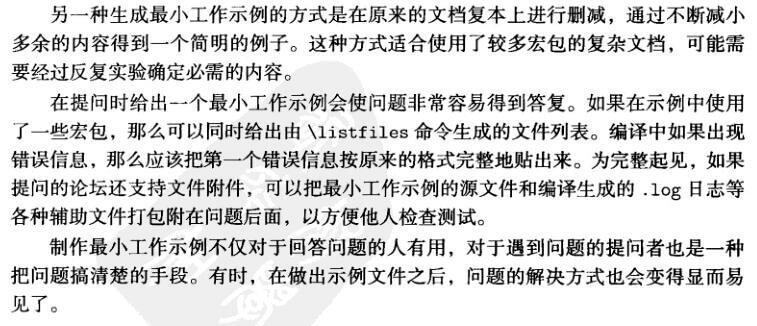 另一种生成最小工作示例的方式是在原来的文档复本上进行删减，通过不断减小
多余的内容得到一个简明的例子。这种方式适合使用了较多宏包的复杂文档，可能需
要经过反复实验确定必需的内容。
在提问时给出一个最小工作示例会使问题非常容易得到答复。如果在示例中使用
了一些宏包，那么可以同时给出由 \listfiles 命令生成的文件列表。编译中如果出现
错误信息，那么应该把第一个错误信息按原来的格式完整地贴出来。为完整起见，如果
提问的论坛还支持文件附件，可以把最小工作示例的源文件和编译生成的 .log 日志等
各种辅助文件打包附在问题后面，以方便他人检查测试。
制作最小工作示例不仅对于回答问题的人有用，对于遇到问题的提问者也是一种
把问题搞清楚的手段。有时，在做出示例文件之后，问题的解决方式也会变得显而易
见了。